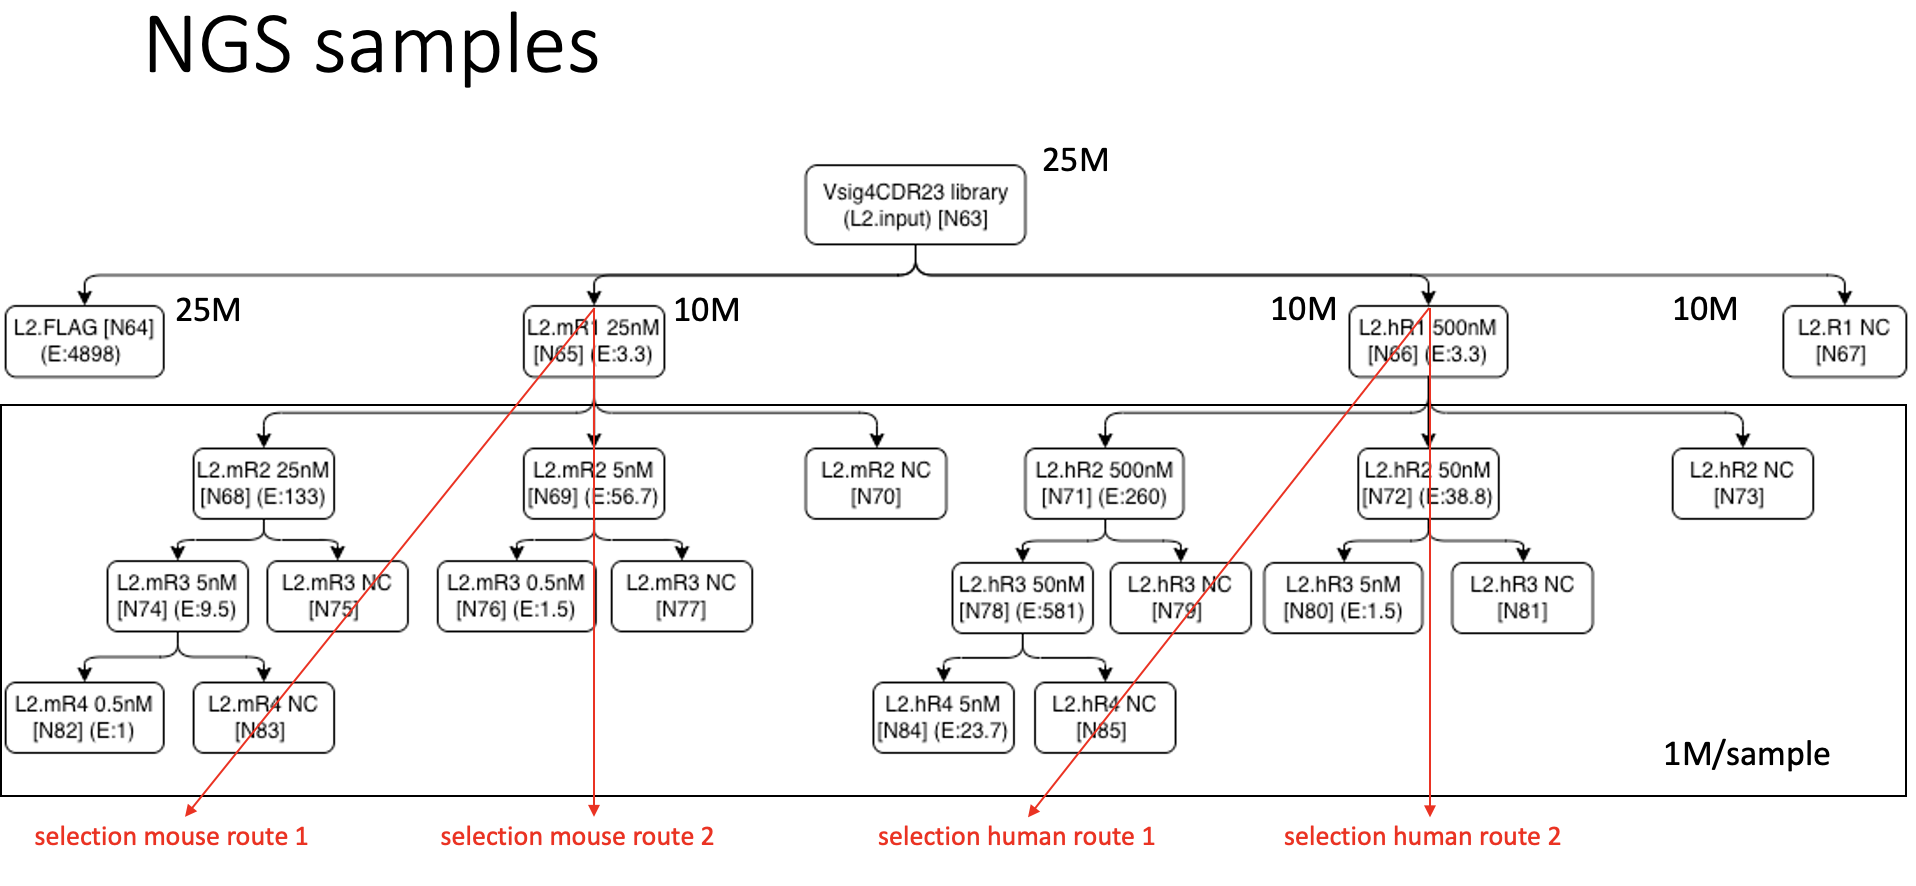 NGS samples
25M
Vsig4CDR23 library
(L2.input) [N63]
L2.FLAG [N64]
(E:4898)
25M
L2.mR1 25nM
[N65] (E:3.3)
10M
10M
L2.hR1 500nM
[N66] (E:3.3)
10M
L2.R1 NC
[N67]
L2.mR2 25nM
[N68] (E:133)
L2.mR2 5nM
[N69] (E:56.7)
L2.mR2 NC
[N70]
L2.hR2 500nM
[N71] (E:260)
L2.hR2 50nM
[N72] (E:38.8)
L2.hR2 NC
[N73]
L2.mR3 5nM
[N74] (E:9.5)
L2.mR3 NC
[N75]
L2.mR3 0.5nM
[N76] (E:1.5)
L2.mR3 NC
[N77]
L2.hR3 50nM
[N78] (E:581)
L2.hR3 NC
[N79]
L2.hR3 5nM
[N80] (E:1.5)
L2.hR3 NC
[N81]
L2.mR4 0.5nM
[N82] (E:1)
L2.mR4 NC
[N83]
L2.hR4 5nM
[N84] (E:23.7)
L2.hR4 NC
[N85]
1M/sample
selection mouse route 1
selection mouse route 2
selection human route 1
selection human route 2